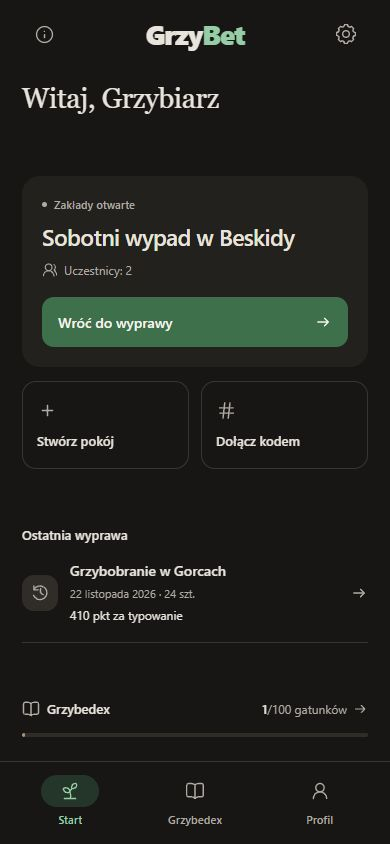 GrzyBet
Witaj, Grzybiarz
Zakłady otwarte
Sobotni wypad w Beskidy
Uczestnicy: 2
Wróć do wyprawy
Stwórz pokój
Dołącz kodem
Ostatnia wyprawa
Grzybobranie w Gorcach
22 listopada 2026 · 24 szt.
410 pkt za typowanie
Grzybedex
1/100 gatunków
Start
Grzybedex
Profil